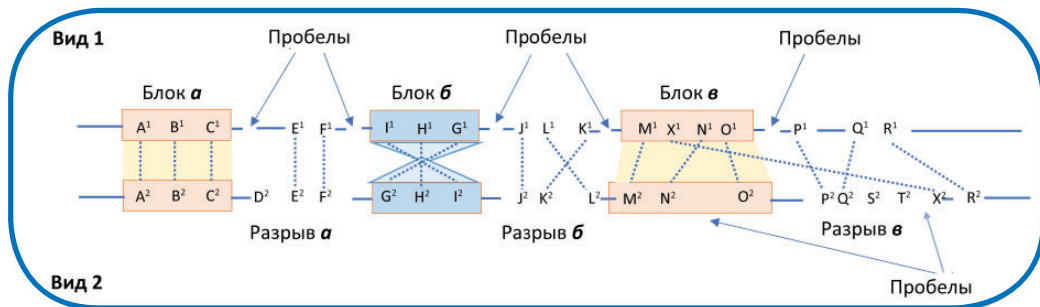 Вид 1
Пробелы Пробелы Пробелы
Блок а Блок б Блок в
A¹ B¹ C¹ E¹ F¹ I¹ H¹ G¹ J¹ L¹ K¹ M¹ X¹ N¹ O¹ P¹ Q¹ R¹
A² B² C² D² E² F² G² H² I² J² K² L² M² N² O² P² Q² S² T² X² R²
Разрыв а Разрыв б Разрыв в
Вид 2
Пробелы